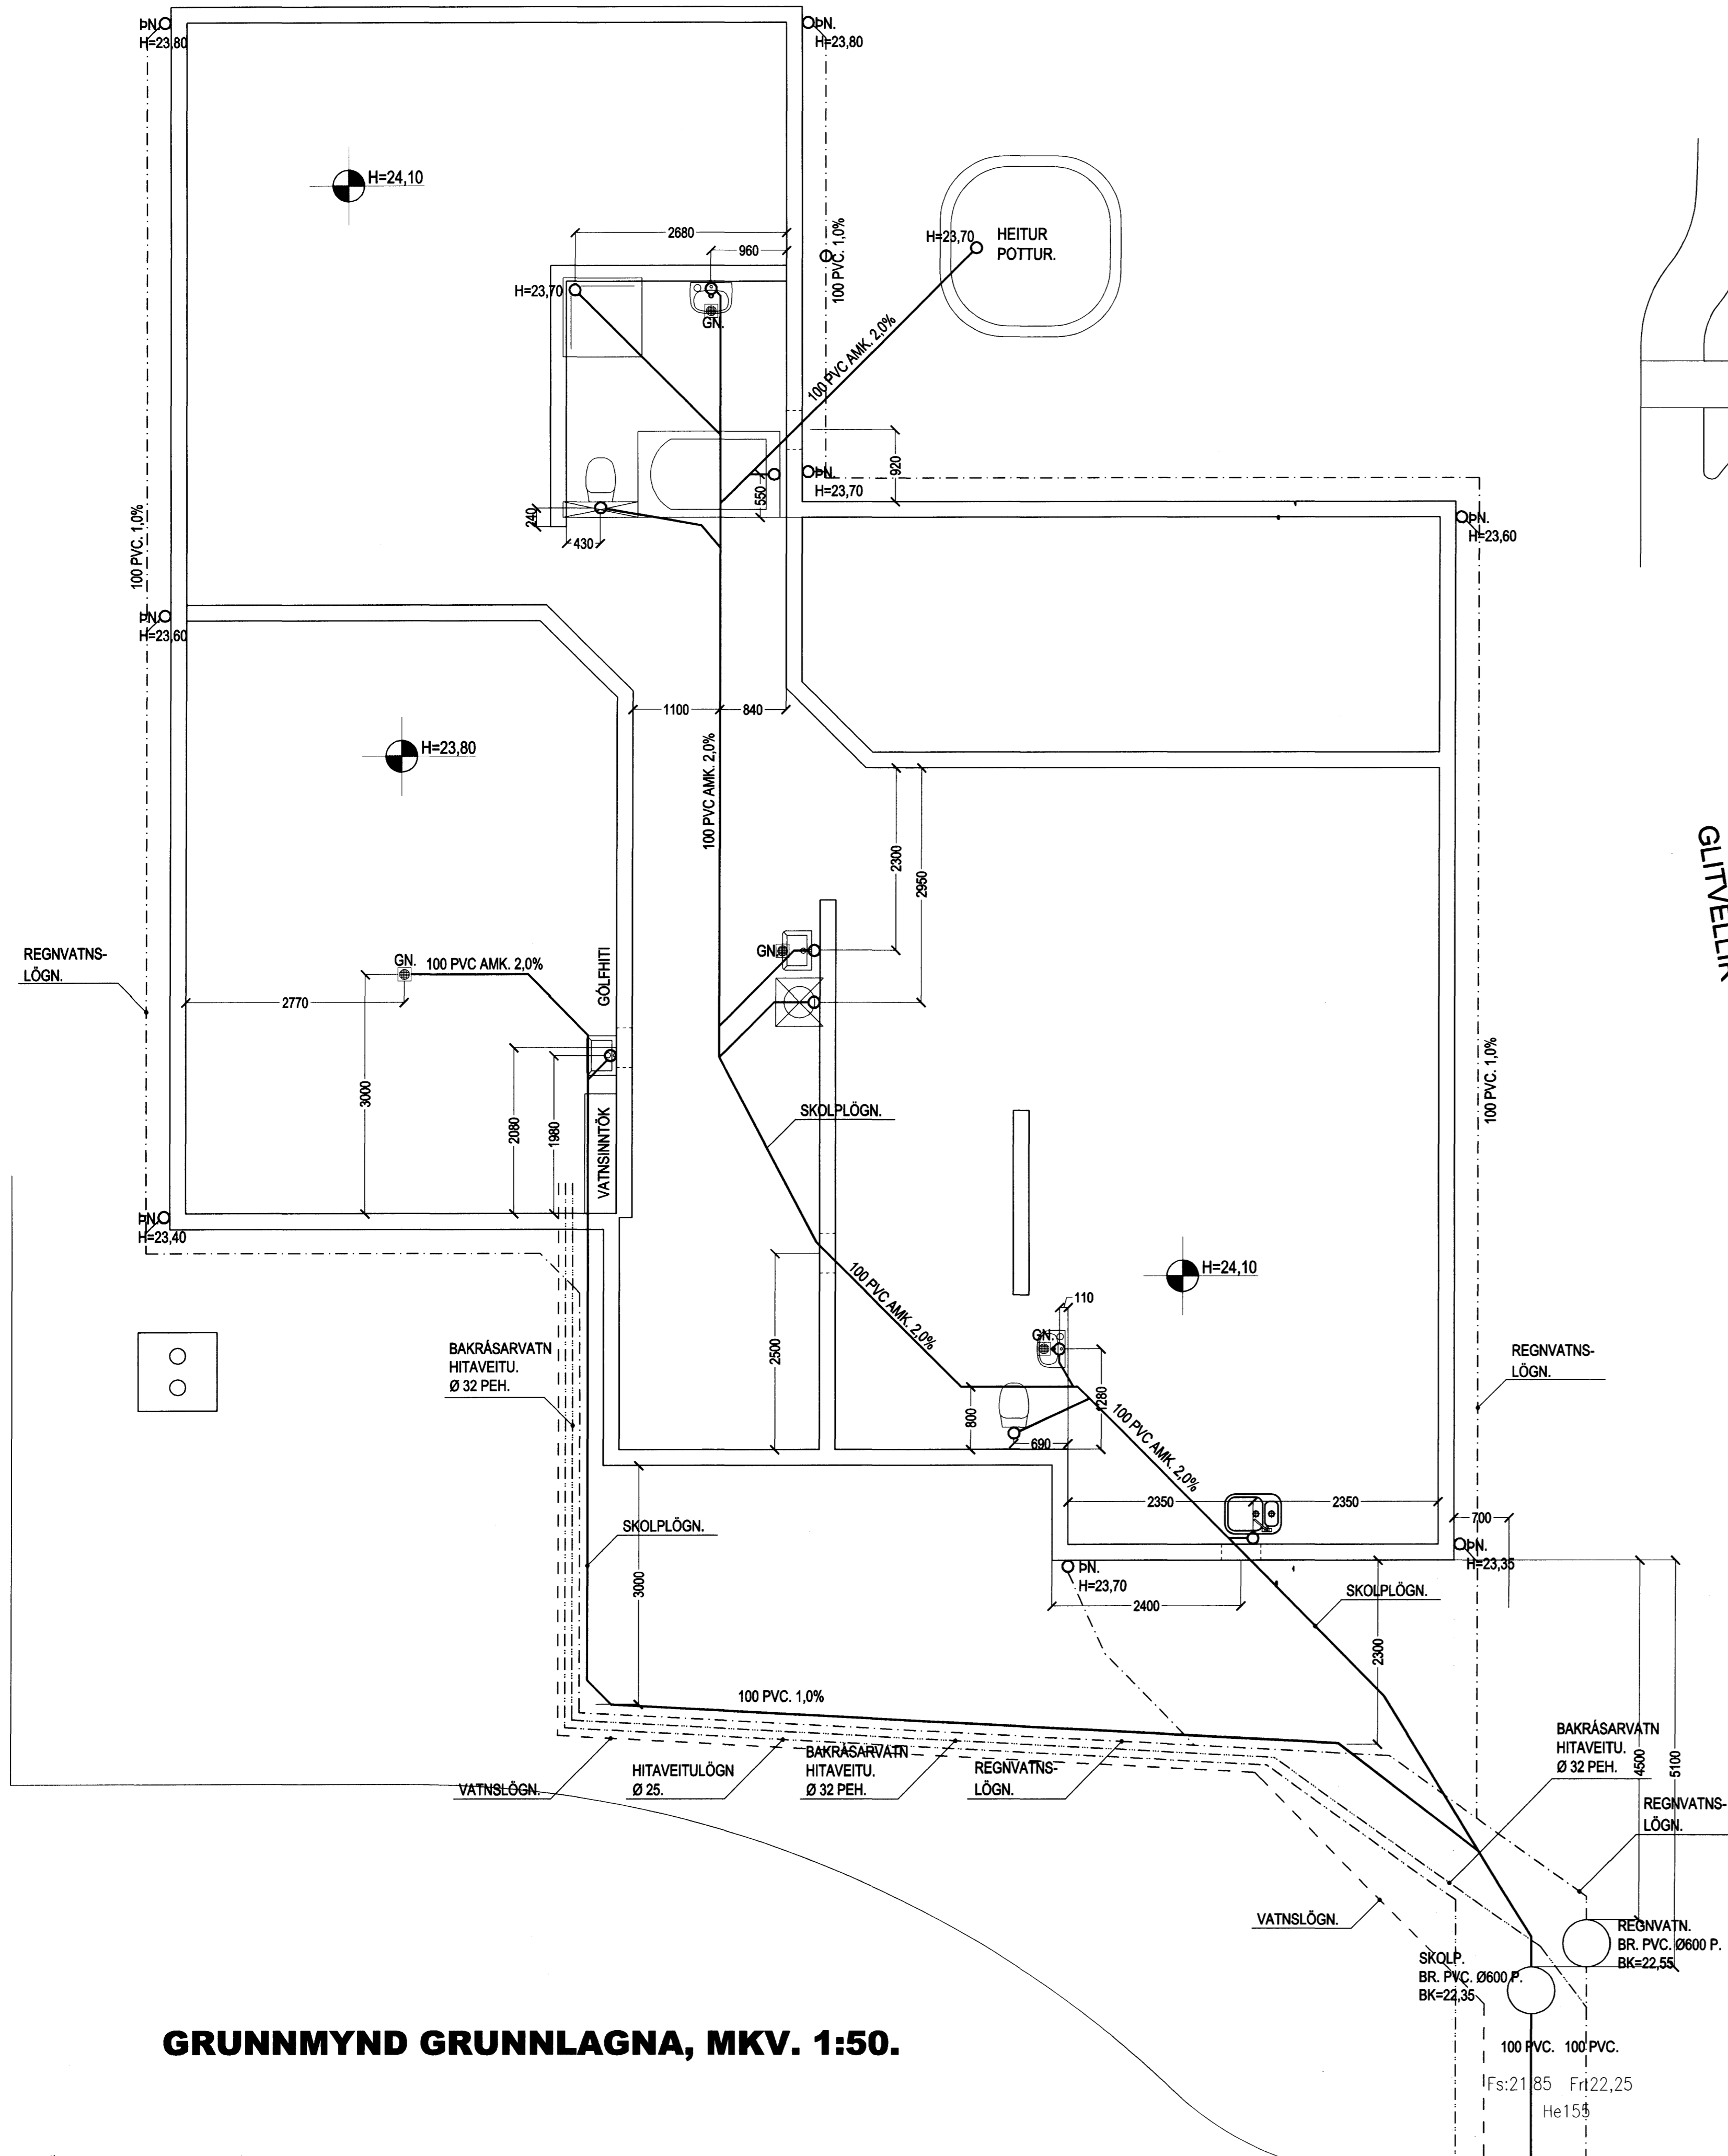 ÞN.
H=23,80
ÞN.
H=23,80
H=24,10
2680
960
H=23,70
GN.
100 PVC. 1,0%
H=23,70
HEITUR
POTTUR.
100 PVC AMK. 2,0%
920
550
ÞN.
H=23,70
240
430
100 PVC. 1,0%
ÞN.
H=23,60
ÞN.
H=23,60
1100
840
H=23,80
100 PVC AMK. 2,0%
2300
2950
GLITVELLIR
REGNVATNS-
LÖGN.
GN.
100 PVC AMK. 2,0%
GÓLFHITI
GN.
2770
3000
2080
1980
VATNSINNTÖK
SKOLPLÖGN.
100 PVC. 1,0%
ÞN.
H=23,40
H=24,10
100 PVC AMK. 2,0%
110
GN.
2500
BAKRÁSARVATN
HITAVEITU.
Ø 32 PEH.
REGNVATNS-
LÖGN.
800
1280
690
100 PVC AMK. 2,0%
2350
2350
700
SKOLPLÖGN.
3000
ÞN.
H=23,35
ÞN.
H=23,70
2400
SKOLPLÖGN.
2300
100 PVC. 1,0%
4500
5100
BAKRÁSARVATN
HITAVEITU.
Ø 32 PEH.
VATNSLÖGN.
HITAVEITULÖGN
Ø 25.
BAKRÁSARVATN
HITAVEITU.
Ø 32 PEH.
REGNVATNS-
LÖGN.
REGNVATNS-
LÖGN.
VATNSLÖGN.
REGNVATN.
BR. PVC. Ø600 P.
BK=22,55
SKOLP.
BR. PVC. Ø600 P.
BK=22,35
GRUNNMYND GRUNNLAGNA, MKV. 1:50.
100 PVC. 100 PVC.
Fs:21,85 Fr:22,25
He155